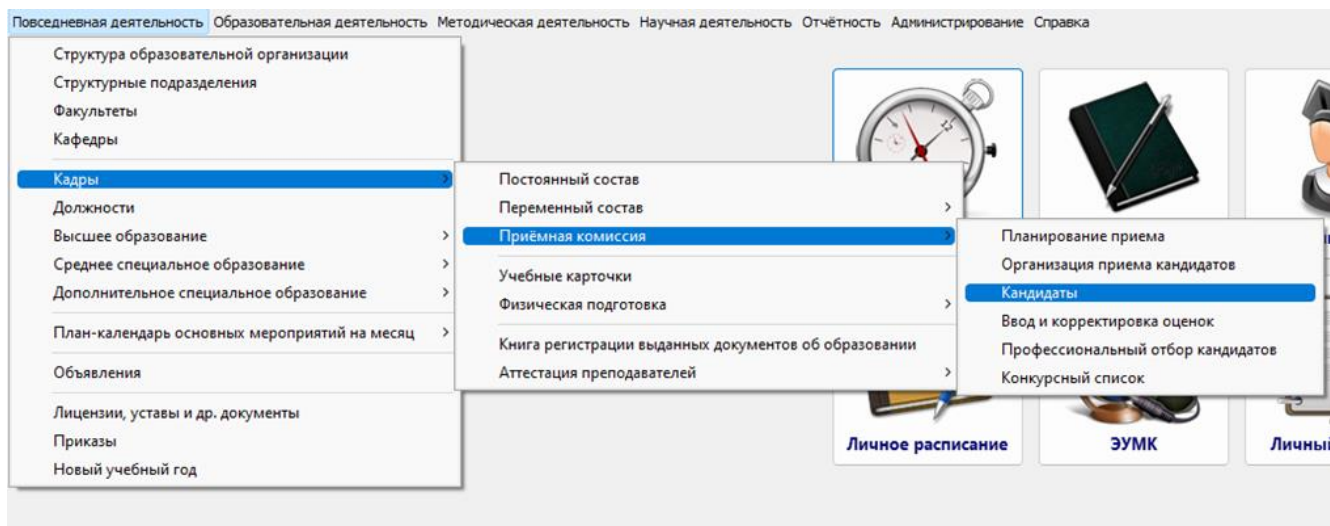 Повседневная деятельность Образовательная деятельность Методическая деятельность Научная деятельность Отчётность Администрирование Справка
Структура образовательной организации
Структурные подразделения
Факультеты
Кафедры
Кадры
Должности
Высшее образование
Среднее специальное образование
Дополнительное специальное образование
План-календарь основных мероприятий на месяц
Объявления
Лицензии, уставы и др. документы
Приказы
Новый учебный год
Постоянный состав
Переменный состав
Приёмная комиссия
Учебные карточки
Физическая подготовка
Книга регистрации выданных документов об образовании
Аттестация преподавателей
Планирование приема
Организация приема кандидатов
Кандидаты
Ввод и корректировка оценок
Профессиональный отбор кандидатов
Конкурсный список
12
Личное расписание
ЭУМК